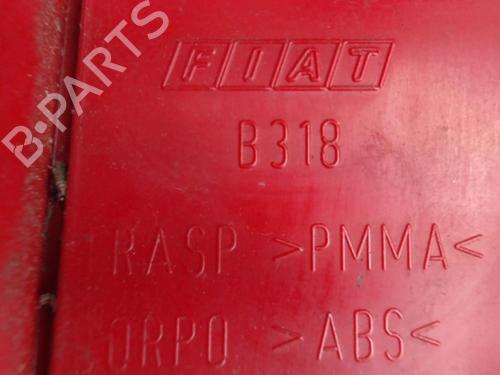 FIAT
B318
RASP >PMMA<
ORPO >ABS<
B-PARTS